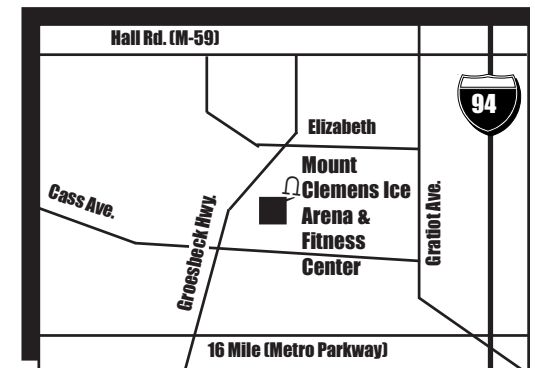 Hall Rd. (M-59)
94
Elizabeth
Mount
Clemens Ice
Arena &
Fitness
Center
Cass Ave.
Groesbeck Hwy.
Gratiot Ave.
16 Mile (Metro Parkway)